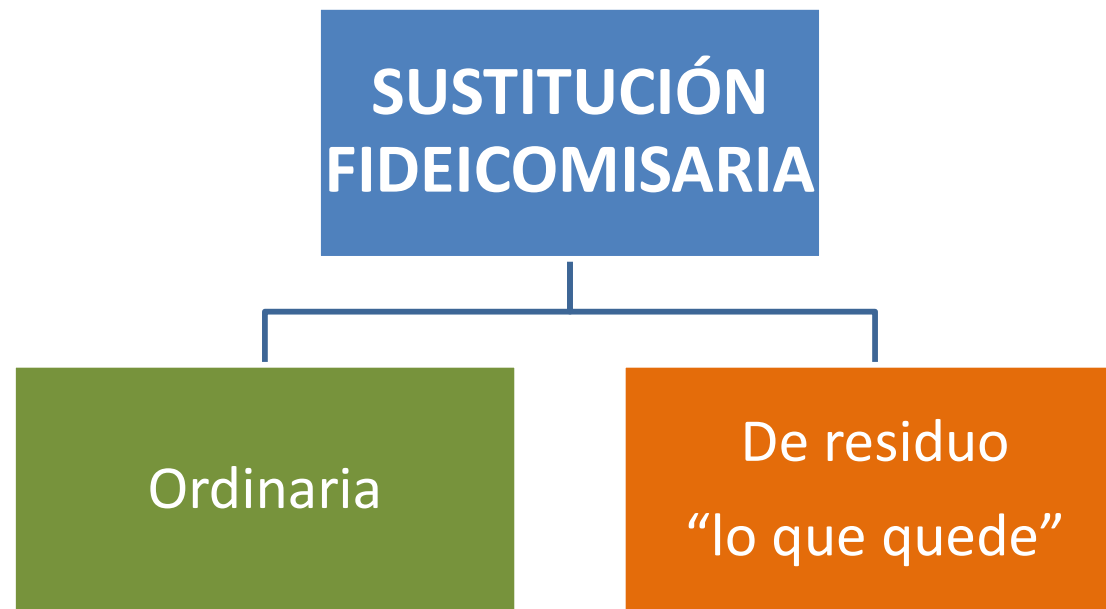 SUSTITUCIÓN
FIDEICOMISARIA
Ordinaria
De residuo
“lo que quede”